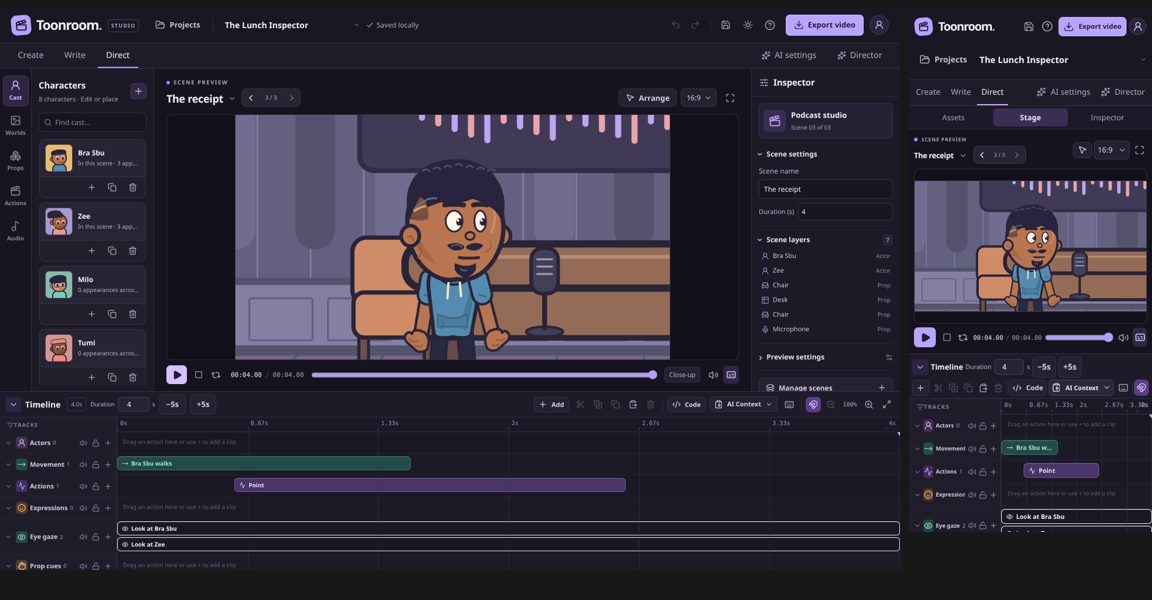 Toonroom. STUDIO Projects The Lunch Inspector Saved locally Export video
Create Write Direct AI settings Director
Cast
Worlds
Props
Actions
Audio
Characters
8 characters · Edit or place
Find cast...
Bra Sbu
In this scene · 3 app...
Zee
In this scene · 3 app...
Milo
0 appearances acros...
Tumi
0 appearances acros...
SCENE PREVIEW
The receipt 3/3 Arrange 16:9
00:04.00 / 00:04.00 Close-up
Inspector
Podcast studio
Scene 03 of 03
Scene settings
Scene name
The receipt
Duration (s) 4
Scene layers 7
Bra Sbu Actor
Zee Actor
Chair Prop
Desk Prop
Chair Prop
Microphone Prop
Preview settings
Manage scenes
Timeline 4.0s Duration 4 s −5s +5s Add Code AI Context 100%
TRACKS 0s 0.67s 1.33s 2s 2.67s 3.33s 4s
Actors 0 Drag an action here or use + to add a clip
Movement 1 Bra Sbu walks
Actions 1 Point
Expressions 0 Drag an action here or use + to add a clip
Eye gaze 2 Look at Bra Sbu
Look at Zee
Prop cues 0 Drag an action here or use + to add a clip
Toonroom. Export video
Projects The Lunch Inspector
Create Write Direct AI settings Director
Assets Stage Inspector
SCENE PREVIEW
The receipt 3/3 16:9
00:04.00 / 00:04.00
Timeline Duration 4 −5s +5s
Code AI Context
TRACKS 0s 0.67s 1.33s 2s 2.67s
Actors 0 Drag an action here or use + to add a clip
Movement Bra Sbu w...
Actions 1 Point
Expression Drag an action here or use + to add a clip
Eye gaze 2 Look at Bra Sbu